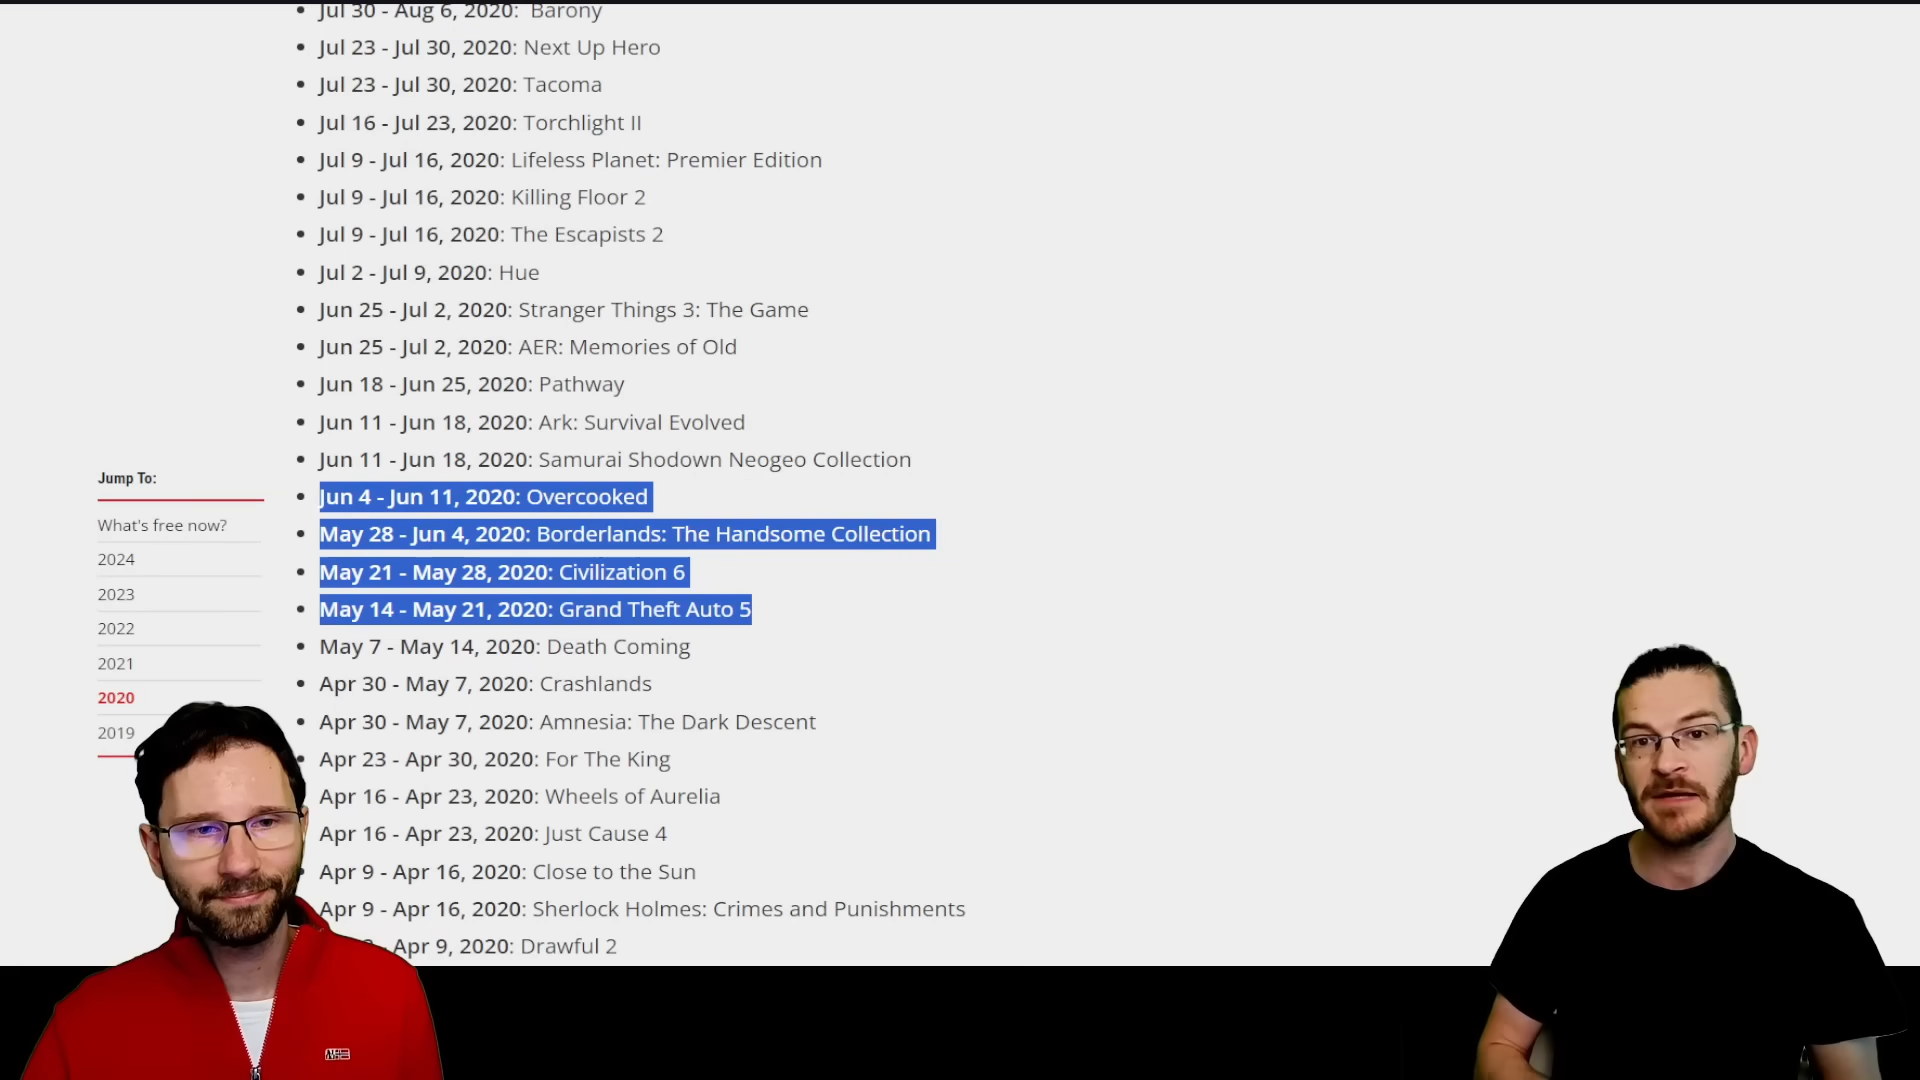 Jul 30 - Aug 6, 2020: Barony
Jul 23 - Jul 30, 2020: Next Up Hero
Jul 23 - Jul 30, 2020: Tacoma
Jul 16 - Jul 23, 2020: Torchlight II
Jul 9 - Jul 16, 2020: Lifeless Planet: Premier Edition
Jul 9 - Jul 16, 2020: Killing Floor 2
Jul 9 - Jul 16, 2020: The Escapists 2
Jul 2 - Jul 9, 2020: Hue
Jun 25 - Jul 2, 2020: Stranger Things 3: The Game
Jun 25 - Jul 2, 2020: AER: Memories of Old
Jun 18 - Jun 25, 2020: Pathway
Jun 11 - Jun 18, 2020: Ark: Survival Evolved
Jun 11 - Jun 18, 2020: Samurai Shodown Neogeo Collection
Jun 4 - Jun 11, 2020: Overcooked
May 28 - Jun 4, 2020: Borderlands: The Handsome Collection
May 21 - May 28, 2020: Civilization 6
May 14 - May 21, 2020: Grand Theft Auto 5
May 7 - May 14, 2020: Death Coming
Apr 30 - May 7, 2020: Crashlands
Apr 30 - May 7, 2020: Amnesia: The Dark Descent
Apr 23 - Apr 30, 2020: For The King
Apr 16 - Apr 23, 2020: Wheels of Aurelia
Apr 16 - Apr 23, 2020: Just Cause 4
Apr 9 - Apr 16, 2020: Close to the Sun
Apr 9 - Apr 16, 2020: Sherlock Holmes: Crimes and Punishments
- Apr 9, 2020: Drawful 2
Jump To:
What's free now?
2024
2023
2022
2021
2020
2019